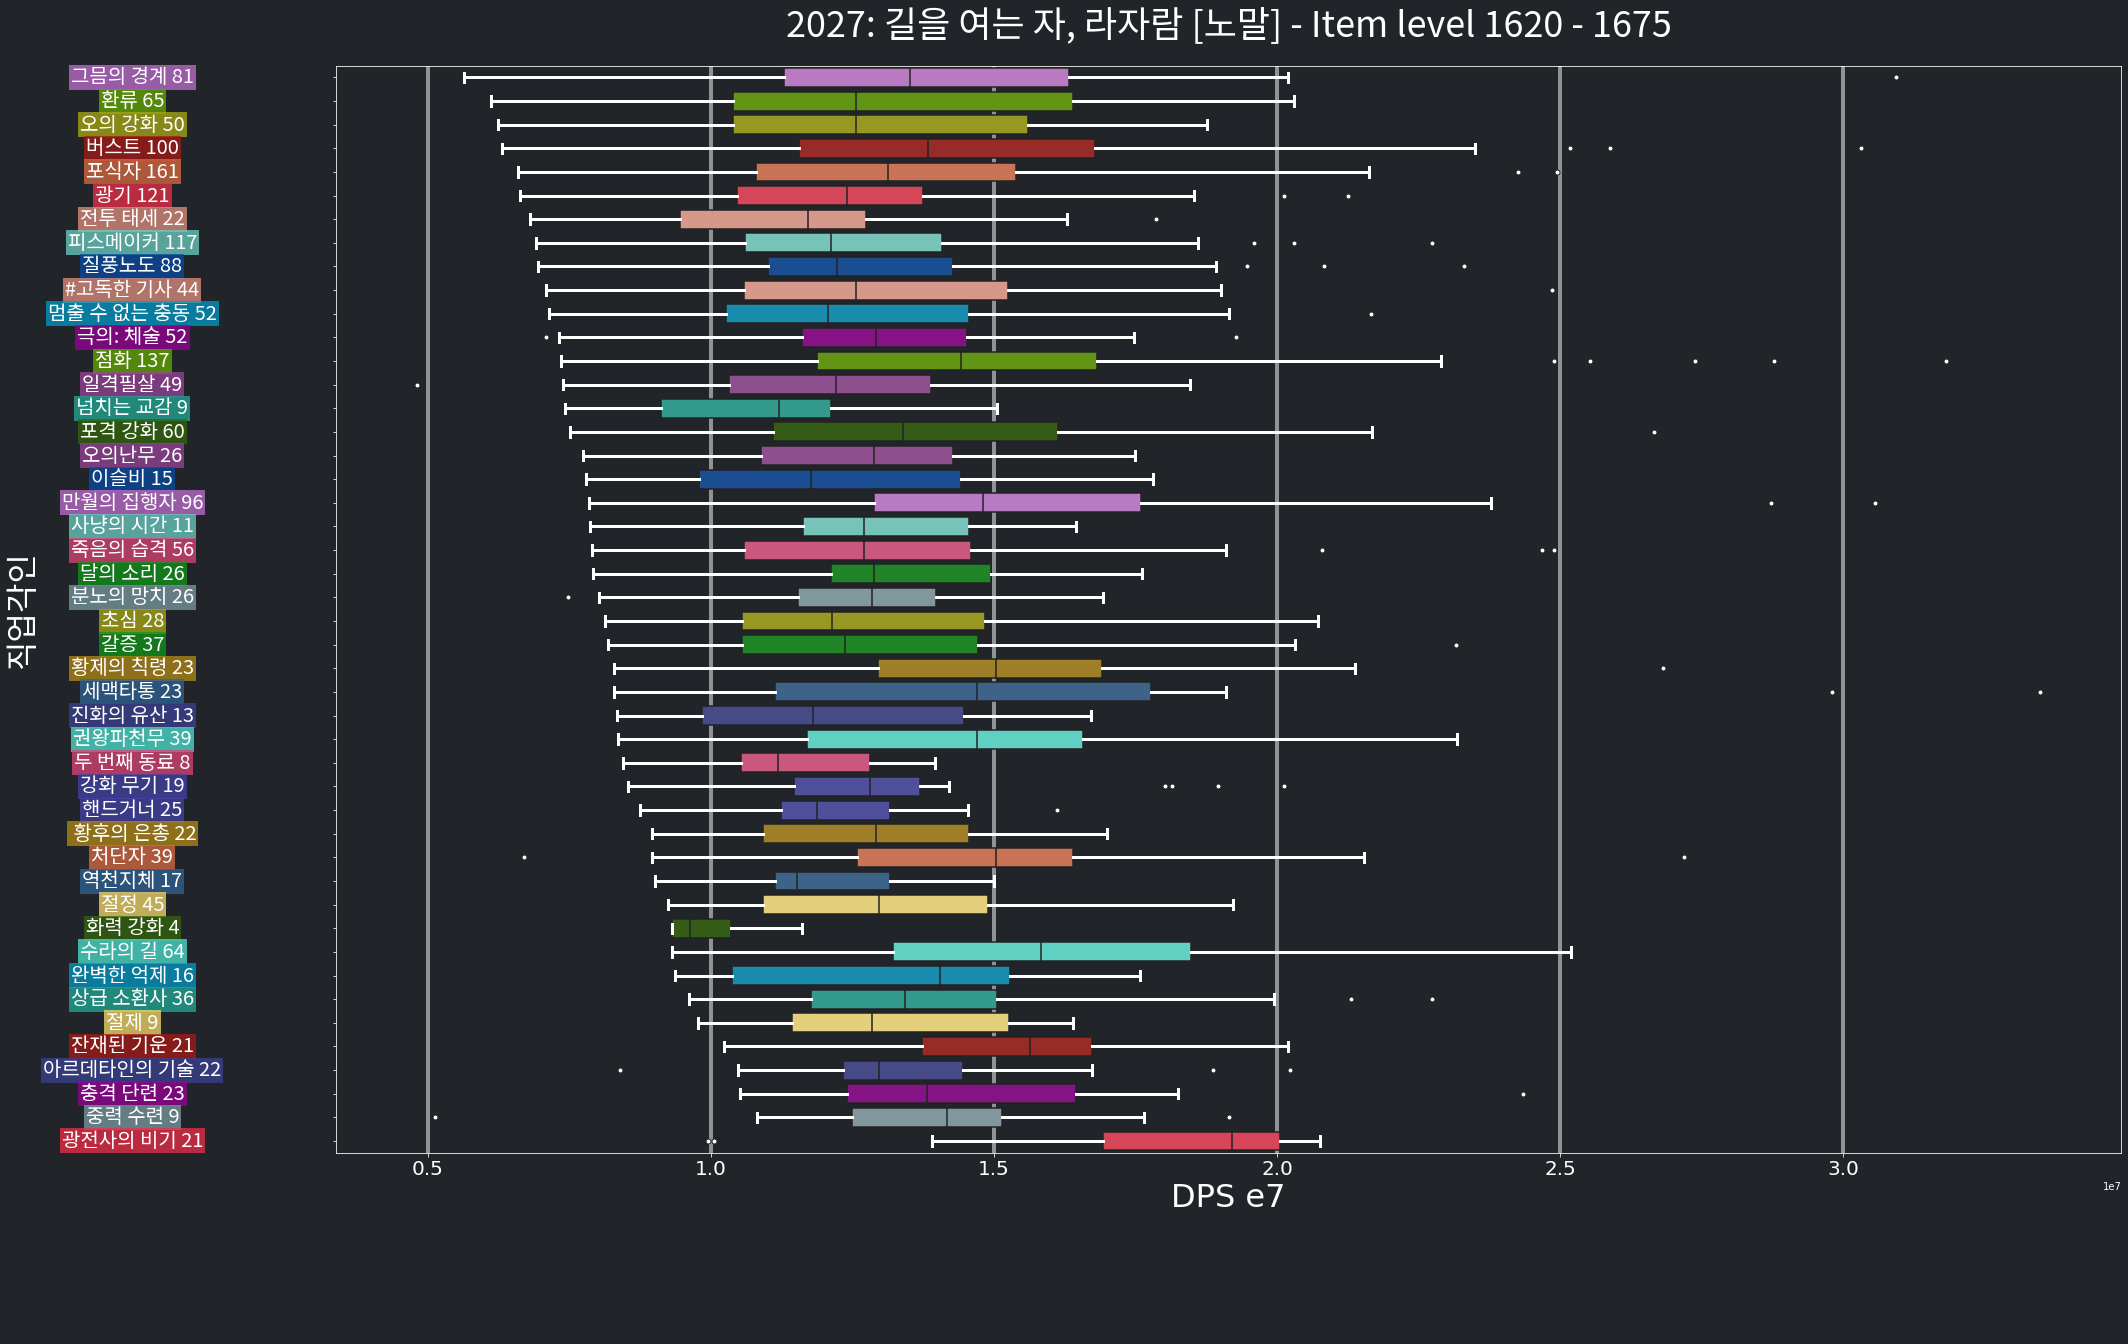 2027: 길을 여는 자, 라자람 [노말] - Item level 1620 - 1675
그믐의 경계 81
환류 65
오의 강화 50
버스트 100
포식자 161
광기 121
전투 태세 22
피스메이커 117
질풍노도 88
#고독한 기사 44
멈출 수 없는 충동 52
극의: 체술 52
점화 137
일격필살 49
넘치는 교감 9
포격 강화 60
오의난무 26
이슬비 15
만월의 집행자 96
사냥의 시간 11
죽음의 습격 56
달의 소리 26
분노의 망치 26
초심 28
갈증 37
황제의 칙령 23
세맥타통 23
진화의 유산 13
권왕파천무 39
두 번째 동료 8
강화 무기 19
핸드거너 25
황후의 은총 22
처단자 39
역천지체 17
절정 45
화력 강화 4
수라의 길 64
완벽한 억제 16
상급 소환사 36
절제 9
잔재된 기운 21
아르데타인의 기술 22
충격 단련 23
중력 수련 9
광전사의 비기 21
직업각인
0.5 1.0 1.5 2.0 2.5 3.0
DPS e7
1e7